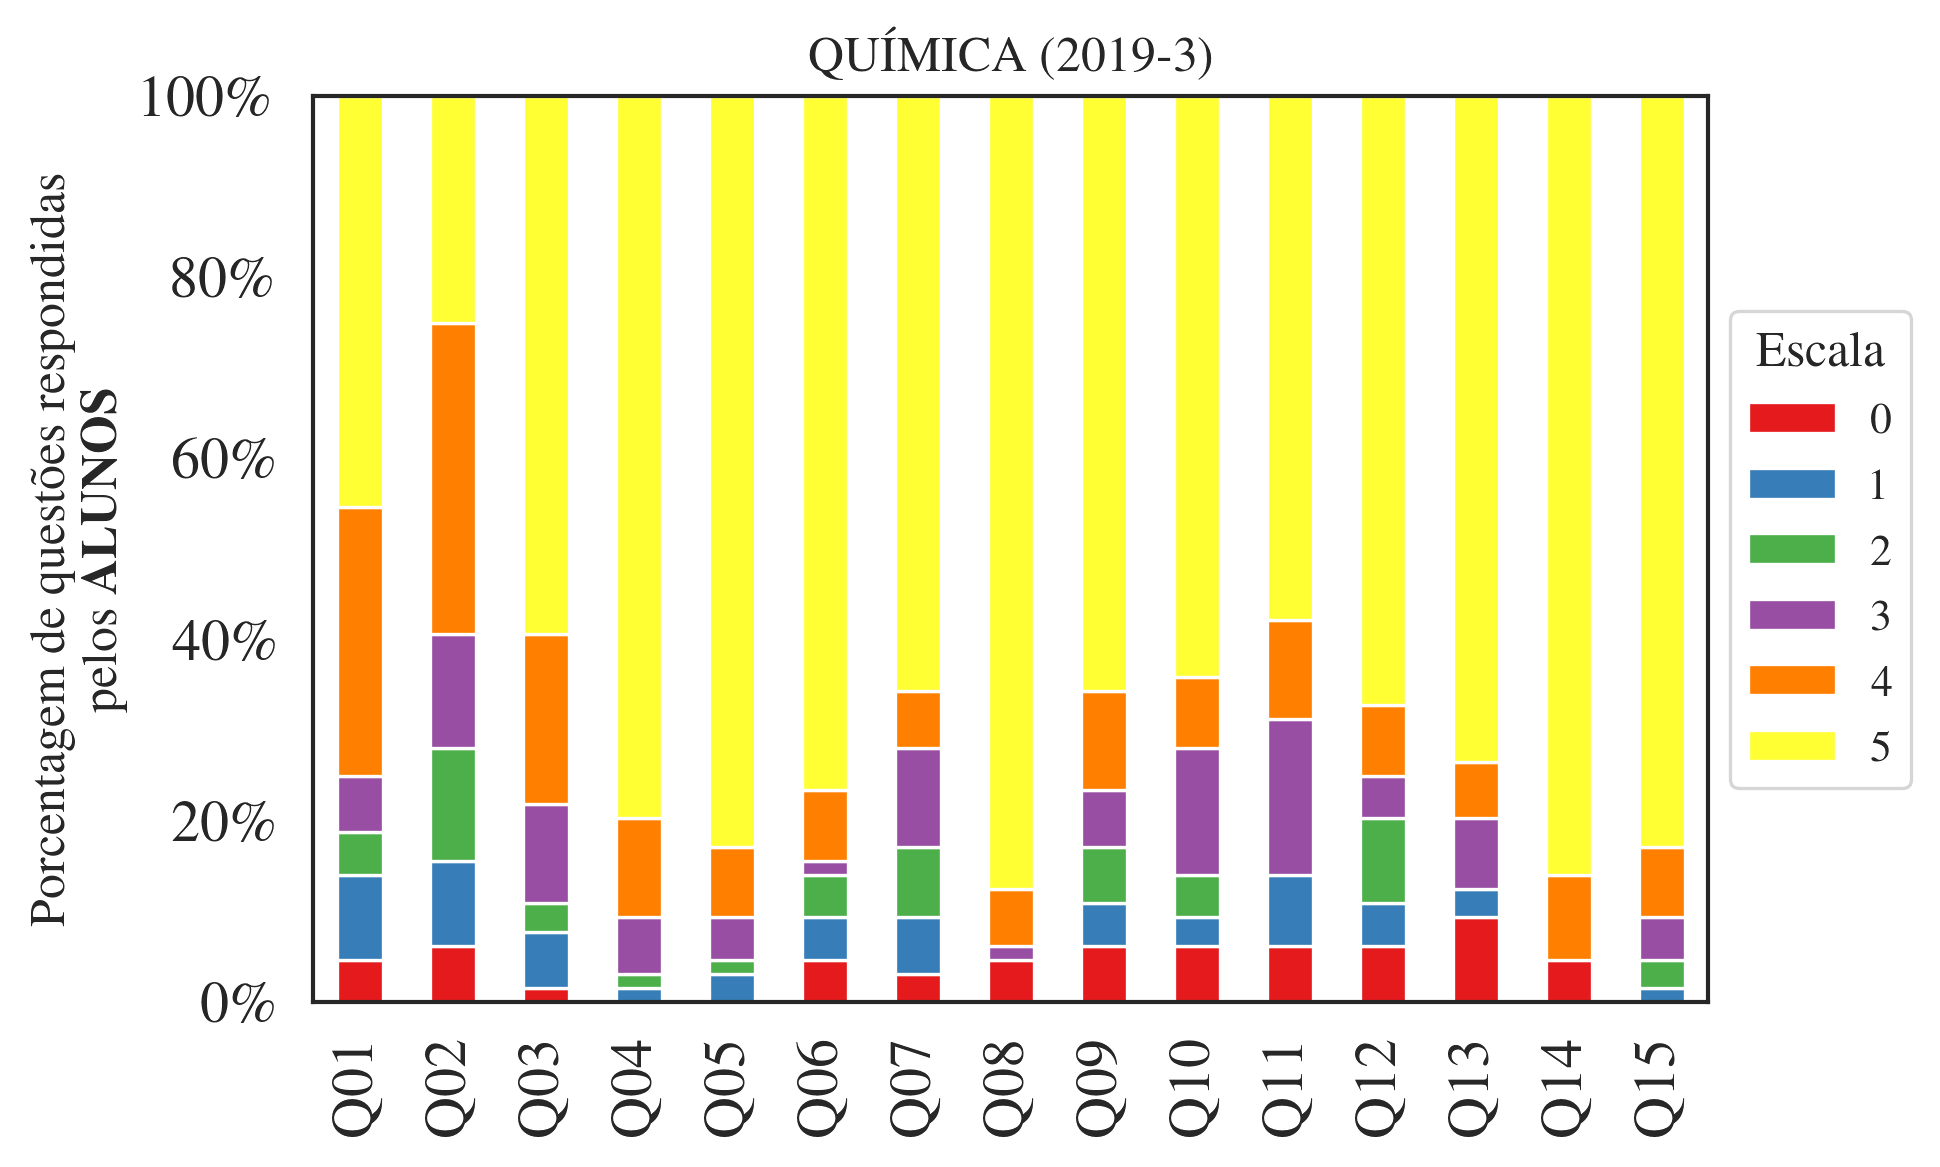 QUÍMICA (2019-3)
Porcentagem de questões respondidas
pelos ALUNOS
100%
80%
60%
40%
20%
0%
Q01
Q02
Q03
Q04
Q05
Q06
Q07
Q08
Q09
Q10
Q11
Q12
Q13
Q14
Q15
Escala
0
1
2
3
4
5